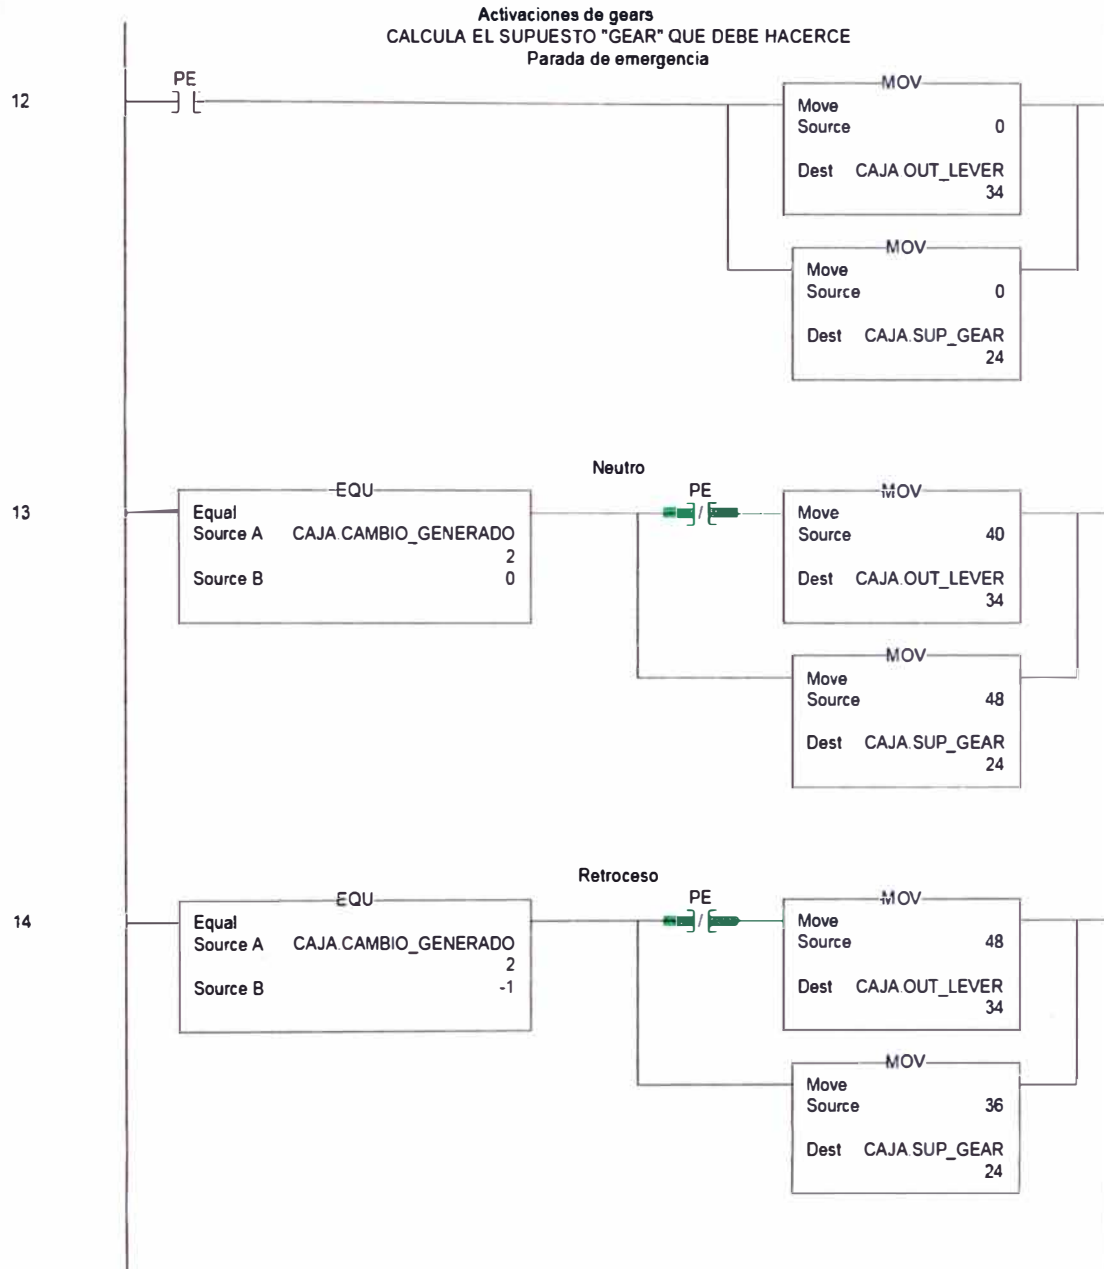 Activaciones de gears
CALCULA EL SUPUESTO "GEAR" QUE DEBE HACERCE
Parada de emergencia
12
PE
MOV
Move
Source 0
Dest CAJA OUT_LEVER
34
MOV
Move
Source 0
Dest CAJA.SUP_GEAR
24
Neutro
13
EQU
Equal
Source A CAJA.CAMBIO_GENERADO
2
Source B 0
PE
MOV
Move
Source 40
Dest CAJA.OUT_LEVER
34
MOV
Move
Source 48
Dest CAJA.SUP_GEAR
24
Retroceso
14
EQU
Equal
Source A CAJA.CAMBIO_GENERADO
2
Source B -1
PE
MOV
Move
Source 48
Dest CAJA.OUT_LEVER
34
MOV
Move
Source 36
Dest CAJA.SUP_GEAR
24